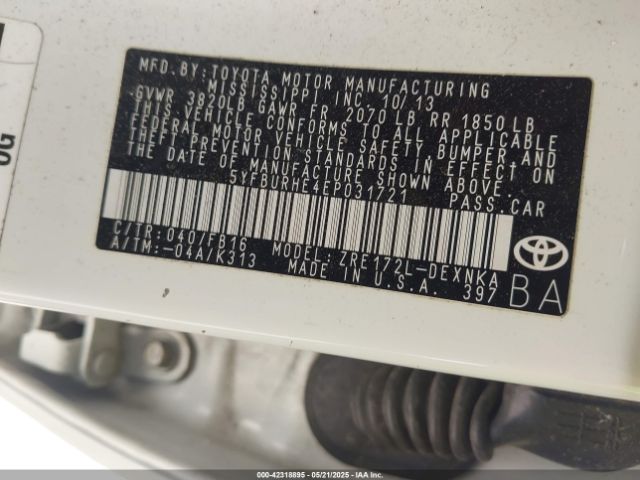 MFD.BY: TOYOTA MOTOR MANUFACTURING
MISSISSIPPI, INC. 10/13
GVWR 3820LB GAWR FR 2070 LB RR 1850 LB
THIS VEHICLE CONFORMS TO ALL APPLICABLE
FEDERAL MOTOR VEHICLE SAFETY, BUMPER, AND
THEFT PREVENTION STANDARDS IN EFFECT ON
THE DATE OF MANUFACTURE SHOWN ABOVE.
5YFBURHE4EP031721 PASS.CAR
C/TR: 040/FB16 MODEL: ZRE172L-DEXNKA
A/TM: -04A/K313 MADE IN U.S.A. 397
BA
OG
000-42318895 - 05/21/2025 - IAA, Inc.